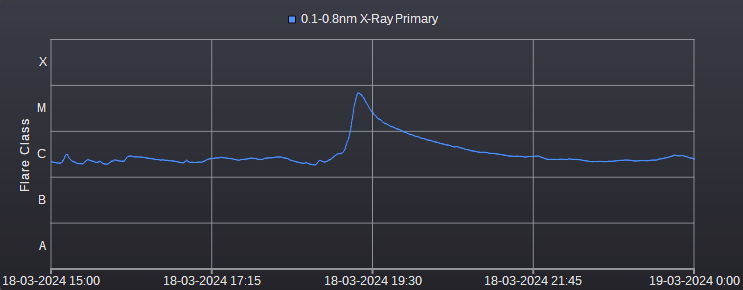 0.1-0.8nm X-Ray Primary
Flare Class
X
M
C
B
A
18-03-2024 15:00 18-03-2024 17:15 18-03-2024 19:30 18-03-2024 21:45 19-03-2024 0:00